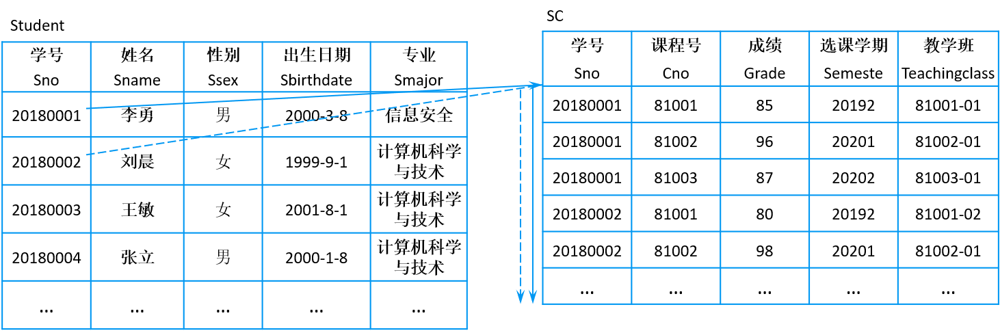 Student
学号 姓名 性别 出生日期 专业
Sno Sname Ssex Sbirthdate Smajor
20180001 李勇 男 2000-3-8 信息安全
20180002 刘晨 女 1999-9-1 计算机科学
与技术
20180003 王敏 女 2001-8-1 计算机科学
与技术
20180004 张立 男 2000-1-8 计算机科学
与技术
... ... ... ... ...
SC
学号 课程号 成绩 选课学期 教学班
Sno Cno Grade Semeste Teachingclass
20180001 81001 85 20192 81001-01
20180001 81002 96 20201 81002-01
20180001 81003 87 20202 81003-01
20180002 81001 80 20192 81001-02
20180002 81002 98 20201 81002-01
... ... ... ... ...